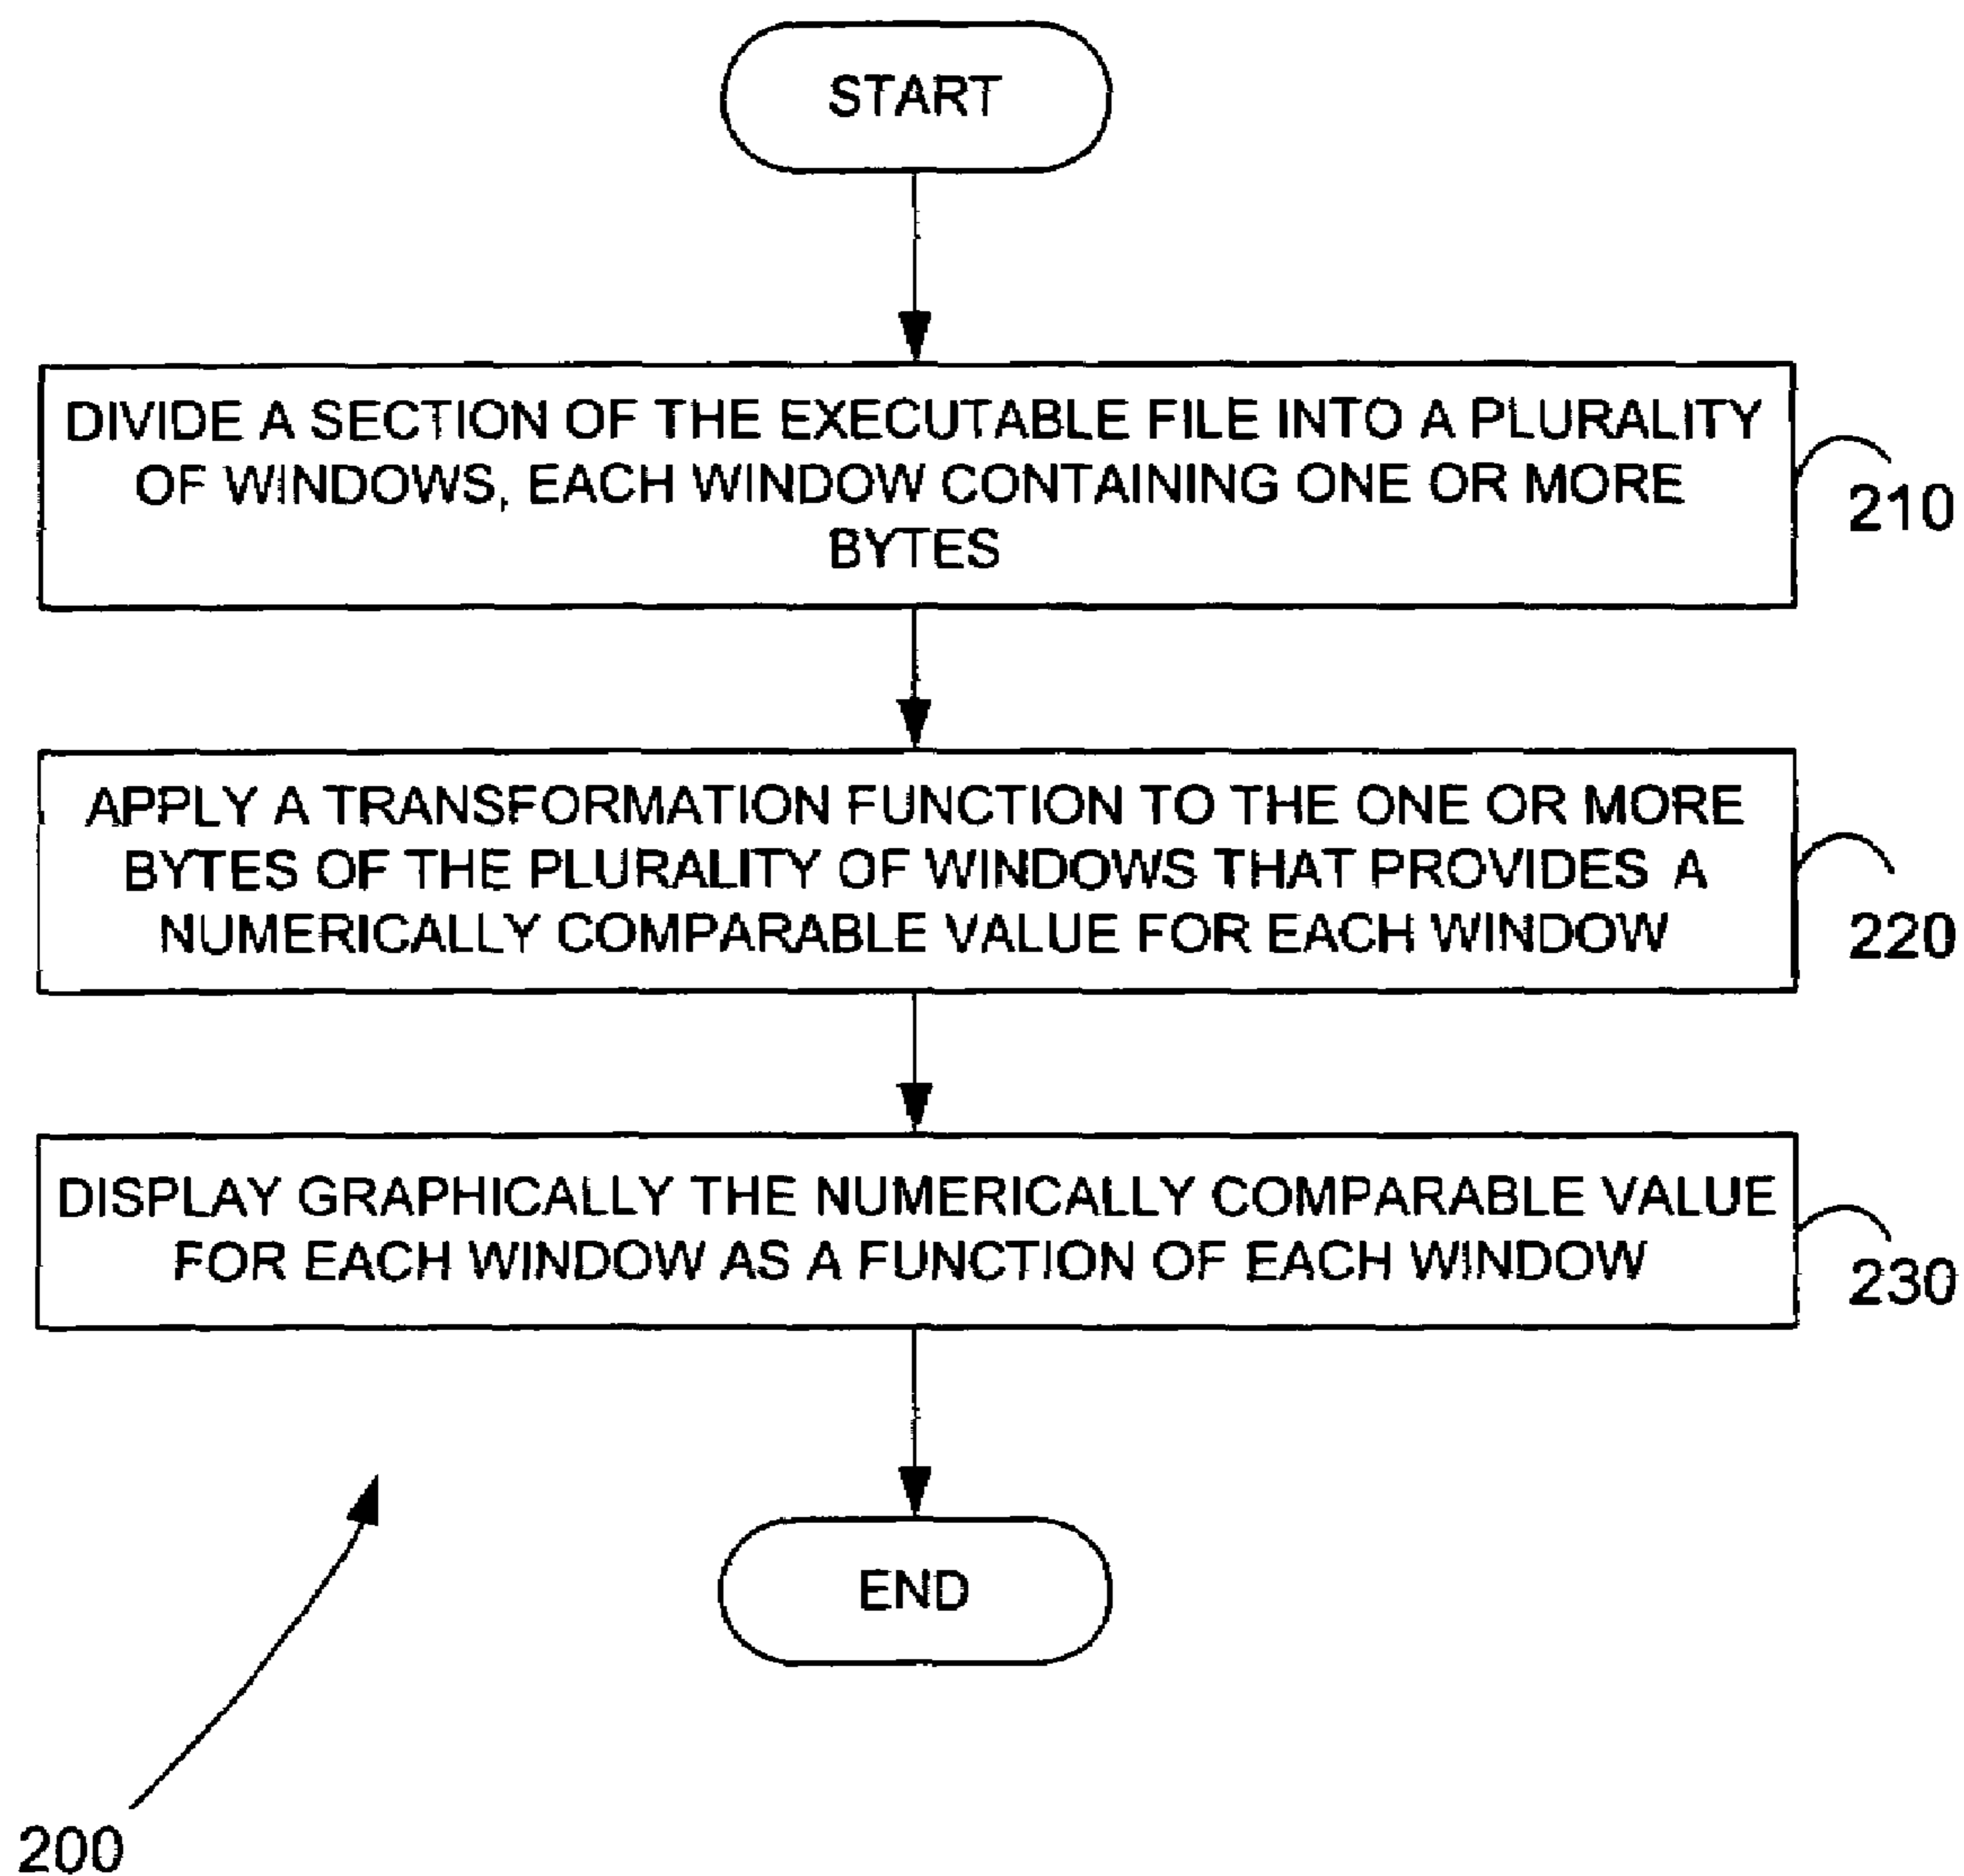 START
DIVIDE A SECTION OF THE EXECUTABLE FILE INTO A PLURALITY
OF WINDOWS, EACH WINDOW CONTAINING ONE OR MORE
BYTES
210
APPLY A TRANSFORMATION FUNCTION TO THE ONE OR MORE
BYTES OF THE PLURALITY OF WINDOWS THAT PROVIDES A
NUMERICALLY COMPARABLE VALUE FOR EACH WINDOW
220
DISPLAY GRAPHICALLY THE NUMERICALLY COMPARABLE VALUE
FOR EACH WINDOW AS A FUNCTION OF EACH WINDOW
230
END
200